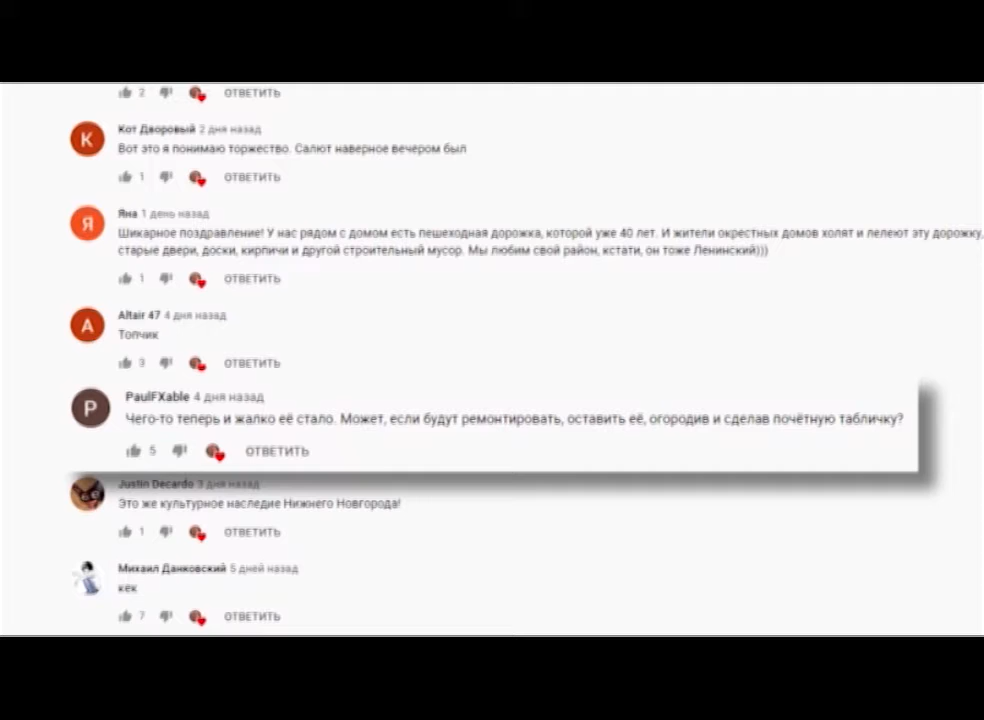 2 ОТВЕТИТЬ
К Кот Дворовый 2 дня назад
Вот это я понимаю торжество. Салют наверное вечером был
1 ОТВЕТИТЬ
Я Яна 1 день назад
Шикарное поздравление! У нас рядом с домом есть пешеходная дорожка, которой уже 40 лет. И жители окрестных домов холят и лелеют эту дорожку,
старые двери, доски, кирпичи и другой строительный мусор. Мы любим свой район, кстати, он тоже Ленинский)))
1 ОТВЕТИТЬ
A Altair 47 4 дня назад
Топчик
3 ОТВЕТИТЬ
P PaulFXable 4 дня назад
Чего-то теперь и жалко её стало. Может, если будут ремонтировать, оставить её, огородив и сделав почётную табличку?
5 ОТВЕТИТЬ
Justin Decardo 3 дня назад
Это же культурное наследие Нижнего Новгорода!
1 ОТВЕТИТЬ
Михаил Данковский 5 дней назад
кек
7 ОТВЕТИТЬ